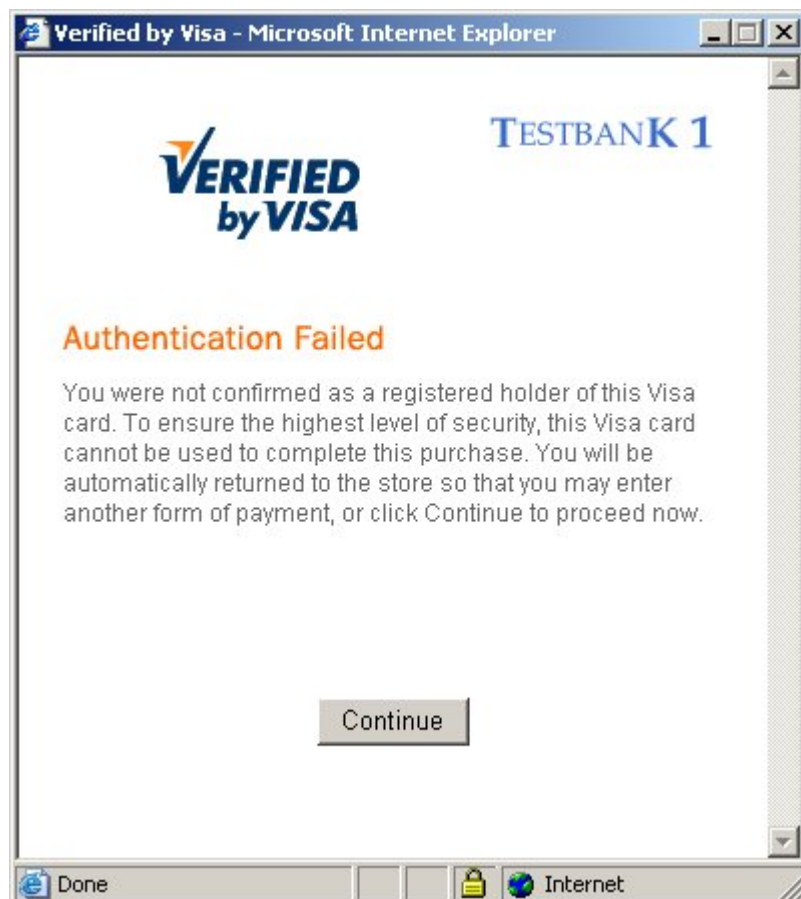 Verified by Visa - Microsoft Internet Explorer
VERIFIED
by VISA
TESTBANK 1
Authentication Failed
You were not confirmed as a registered holder of this Visa
card. To ensure the highest level of security, this Visa card
cannot be used to complete this purchase. You will be
automatically returned to the store so that you may enter
another form of payment, or click Continue to proceed now.
Continue
Done
Internet